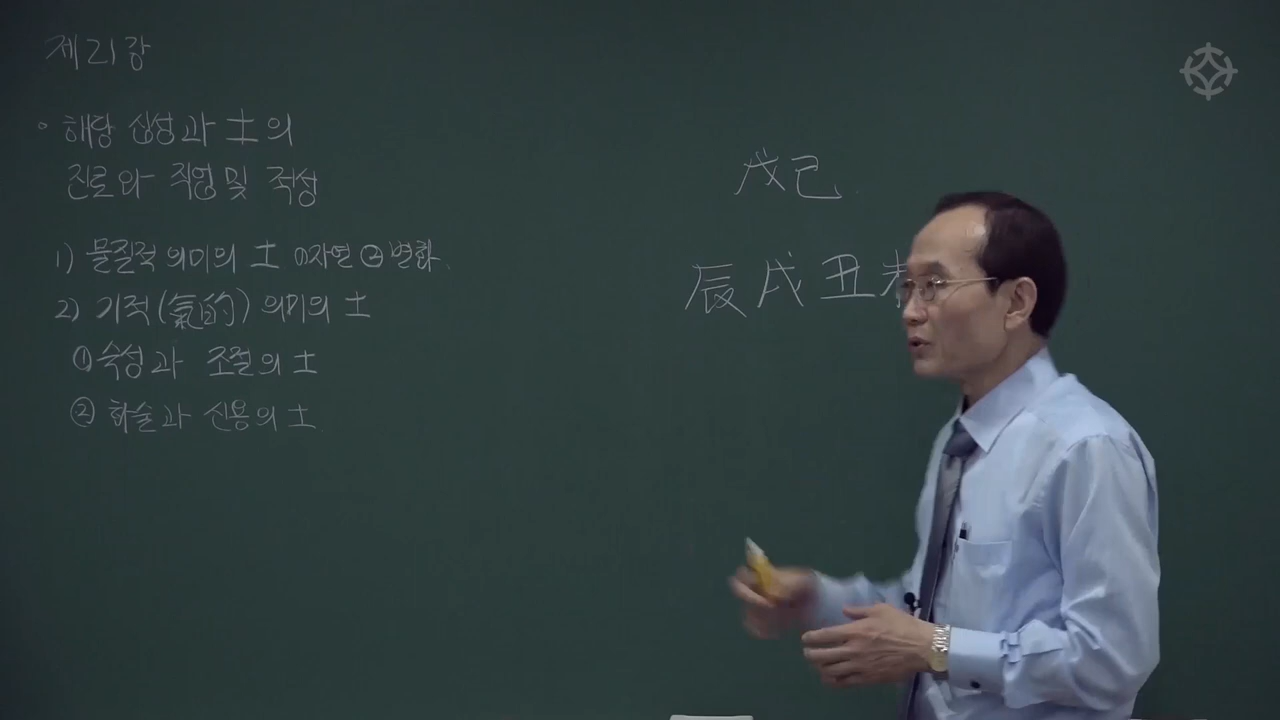 제21강
◦ 해당 십성과 土의
진로와 직업 및 적성
1) 물질적 의미의 土 ①자연 ②변화.
2) 기적(氣的) 의미의 土
① 숙성과 조절의 土
② 화술과 신용의 土
戊己
辰戌丑未